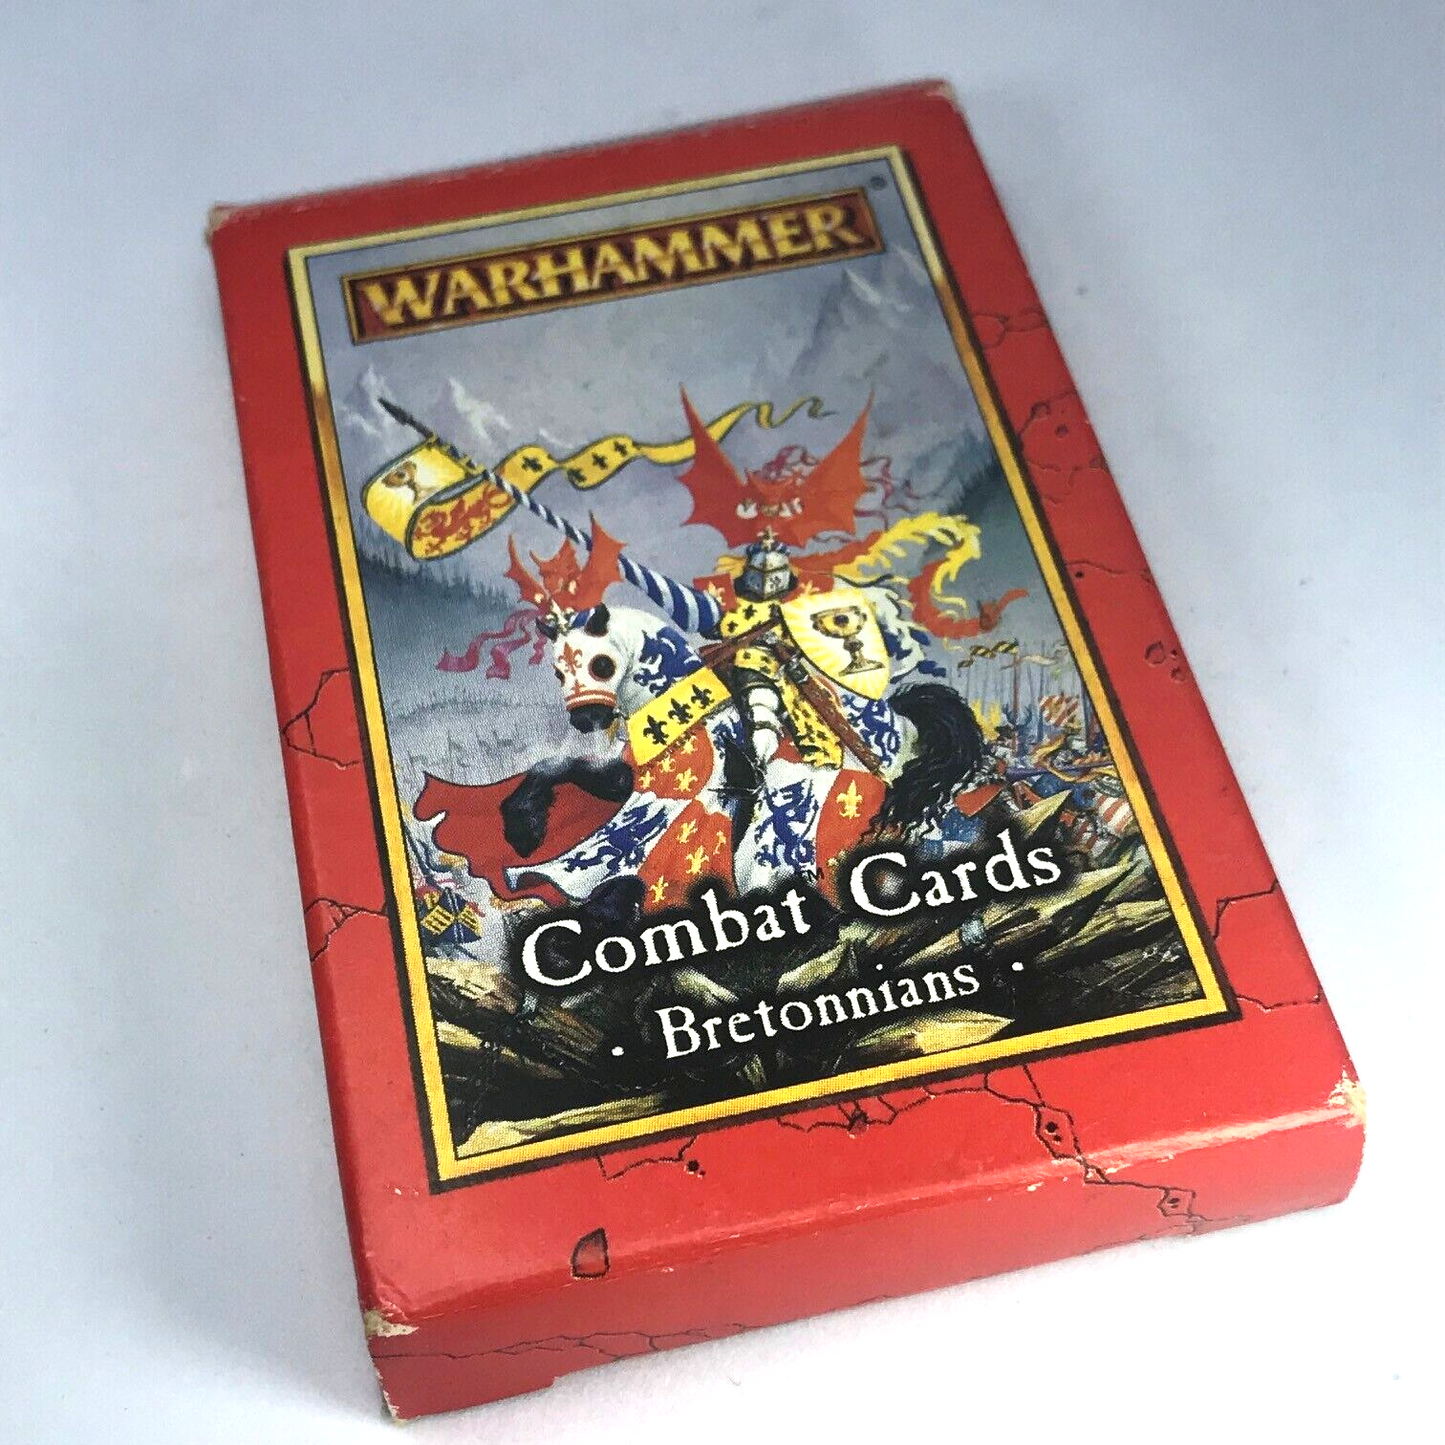 WARHAMMER®
Combat Cards
· Bretonnians ·